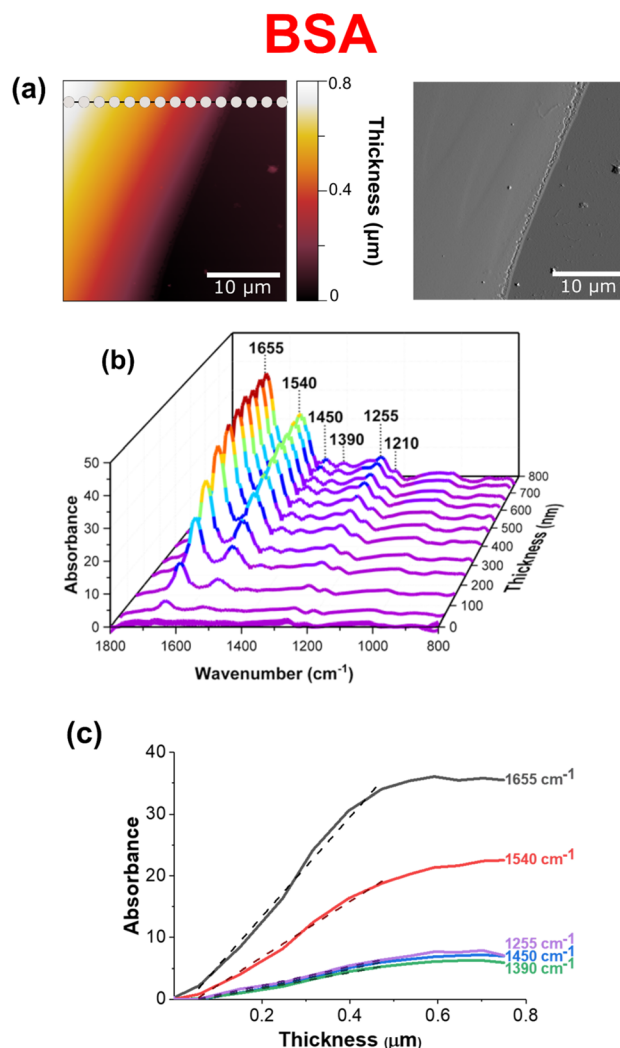 BSA
(a)
0.8
0.4
0
Thickness (µm)
10 µm
10 µm
(b)
1655
1540
1450
1390
1255
1210
50
40
30
20
10
0
Absorbance
1800 1600 1400 1200 1000 800
Wavenumber (cm-1)
800
700
600
500
400
300
200
100
0
Thickness (nm)
(c)
40
30
20
10
0
Absorbance
1655 cm-1
1540 cm-1
1255 cm-1
1450 cm-1
1390 cm-1
0.2 0.4 0.6 0.8
Thickness (µm)